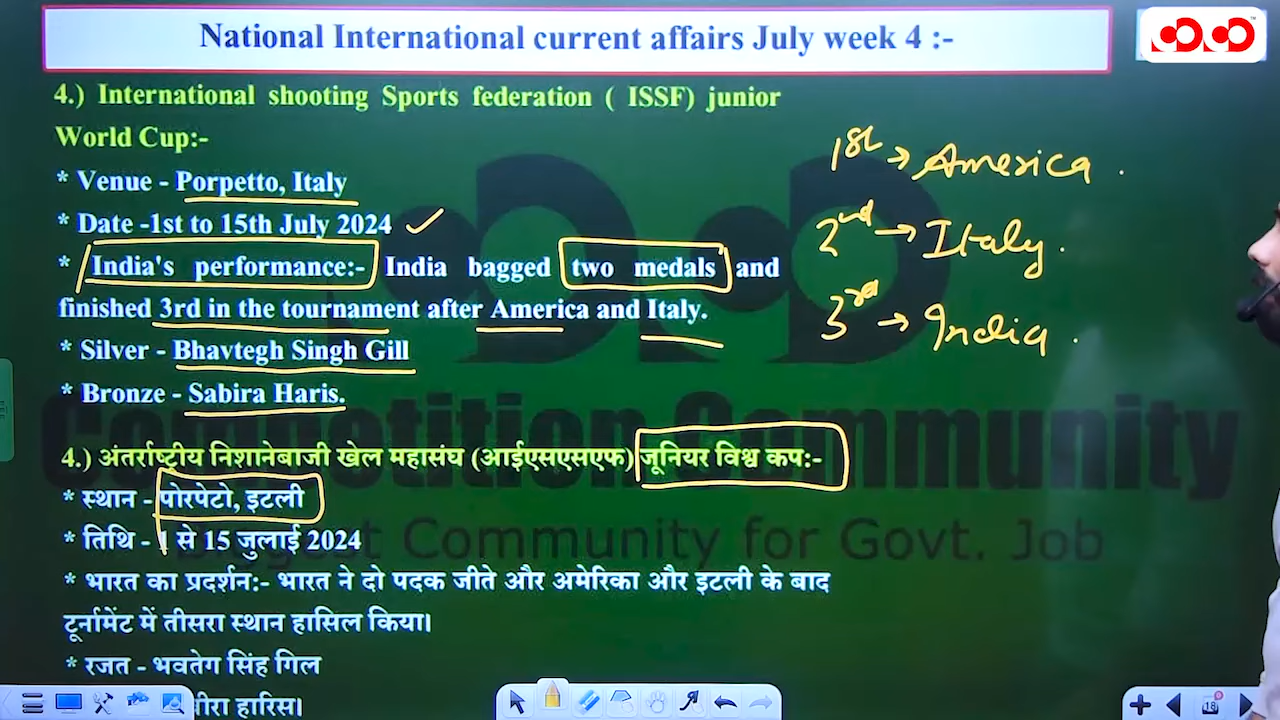 National International current affairs July week 4 :-
4.) International shooting Sports federation ( ISSF) junior
World Cup:-
* Venue - Porpetto, Italy
* Date -1st to 15th July 2024
* India's performance:- India bagged two medals and
finished 3rd in the tournament after America and Italy.
* Silver - Bhavtegh Singh Gill
* Bronze - Sabira Haris.
1st → America.
2nd → Italy.
3rd → India.
4.) अंतर्राष्ट्रीय निशानेबाजी खेल महासंघ (आईएसएसएफ) जूनियर विश्व कप:-
* स्थान - पोरपेटो, इटली
* तिथि - 1 से 15 जुलाई 2024
* भारत का प्रदर्शन:- भारत ने दो पदक जीते और अमेरिका और इटली के बाद
टूर्नामेंट में तीसरा स्थान हासिल किया।
* रजत - भवतेग सिंह गिल
हारिस।
Competition Community
Biggest Community for Govt. Job
18